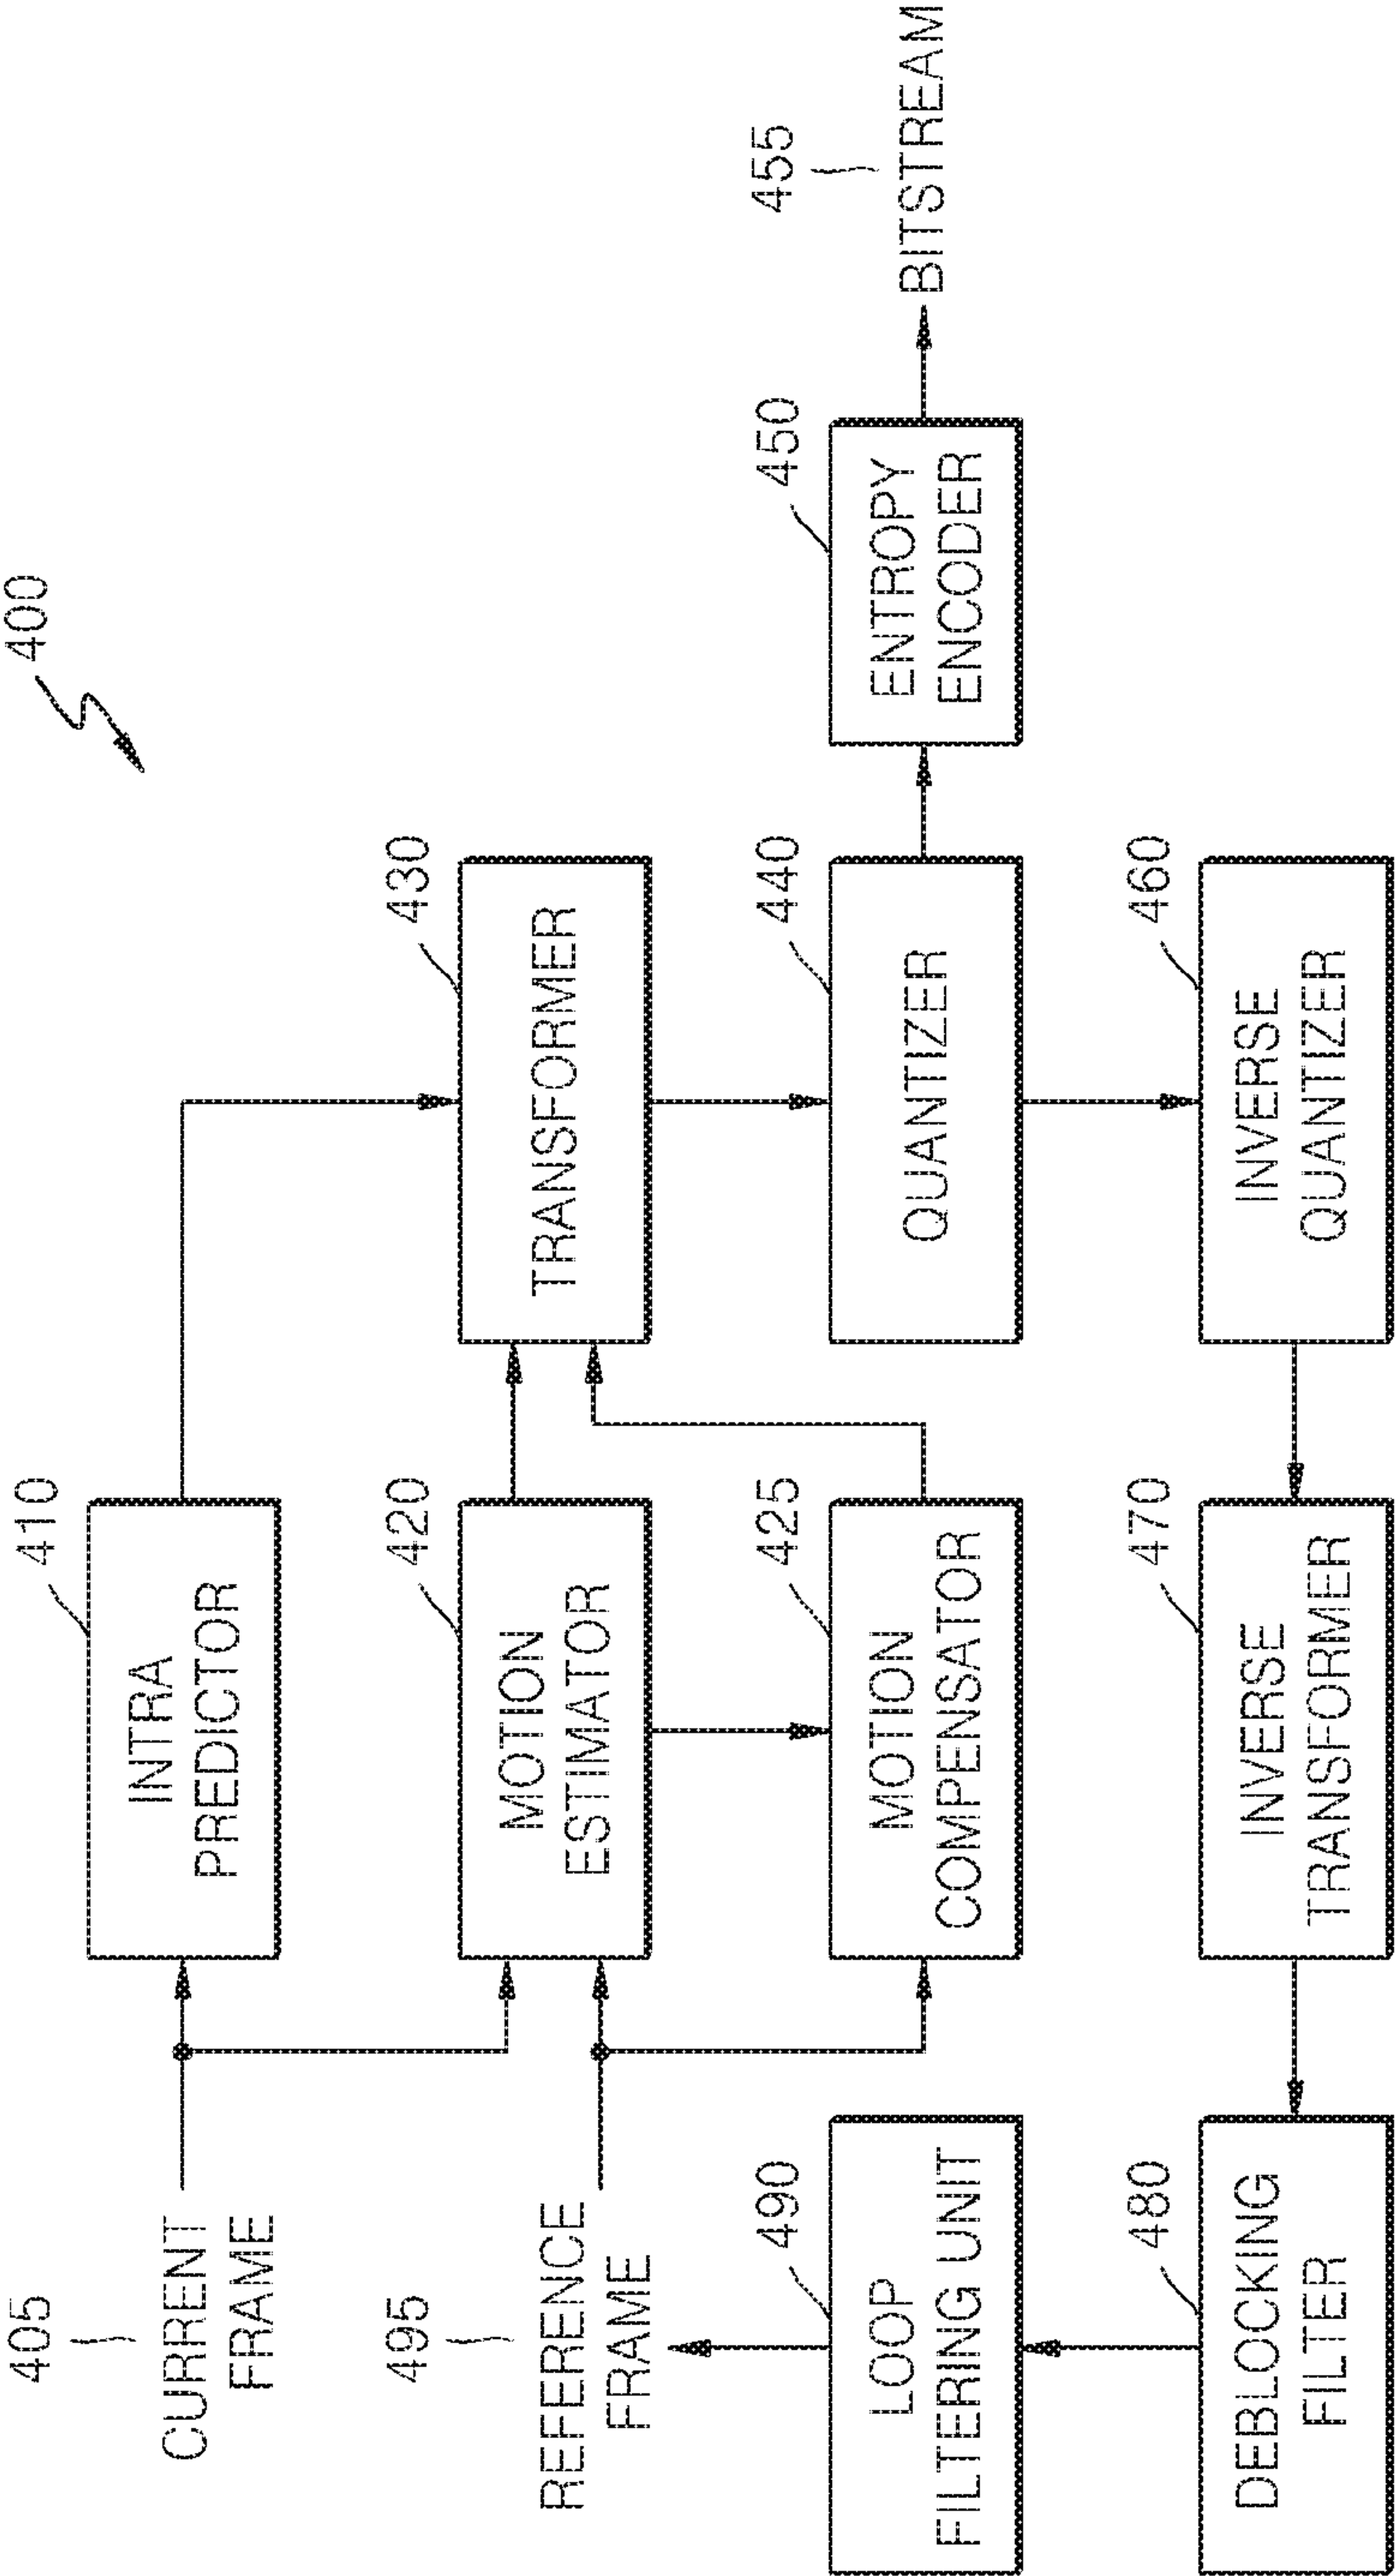 400
405
CURRENT
FRAME
410
INTRA
PREDICTOR
495
REFERENCE
FRAME
420
MOTION
ESTIMATOR
430
TRANSFORMER
490
LOOP
FILTERING UNIT
425
MOTION
COMPENSATOR
440
QUANTIZER
450
ENTROPY
ENCODER
455
BITSTREAM
480
DEBLOCKING
FILTER
470
INVERSE
TRANSFORMER
460
INVERSE
QUANTIZER